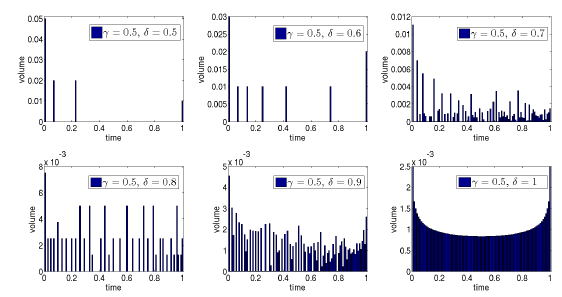 γ = 0.5, δ = 0.5
0.05
0.04
0.03
0.02
0.01
0
volume
0 0.2 0.4 0.6 0.8 1
time
γ = 0.5, δ = 0.6
0.03
0.025
0.02
0.015
0.01
0.005
0
volume
0 0.2 0.4 0.6 0.8 1
time
γ = 0.5, δ = 0.7
0.012
0.01
0.008
0.006
0.004
0.002
0
volume
0 0.2 0.4 0.6 0.8 1
time
x 10⁻³
γ = 0.5, δ = 0.8
8
6
4
2
0
volume
0 0.2 0.4 0.6 0.8 1
time
x 10⁻³
γ = 0.5, δ = 0.9
5
4
3
2
1
0
volume
0 0.2 0.4 0.6 0.8 1
time
x 10⁻³
γ = 0.5, δ = 1
2.5
2
1.5
1
0.5
0
volume
0 0.2 0.4 0.6 0.8 1
time